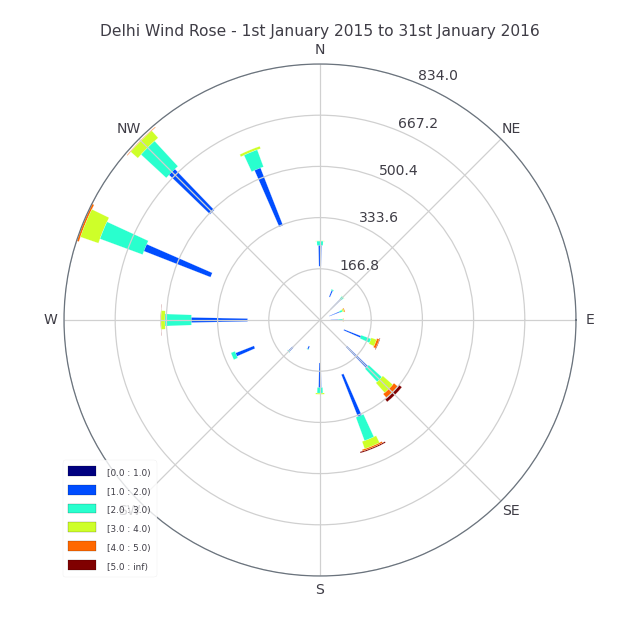 Delhi Wind Rose - 1st January 2015 to 31st January 2016
N
834.0
NW
NE
667.2
500.4
333.6
166.8
W
E
[0.0 : 1.0)
[1.0 : 2.0)
[2.0 : 3.0)
SW
SE
[3.0 : 4.0)
[4.0 : 5.0)
[5.0 : inf)
S